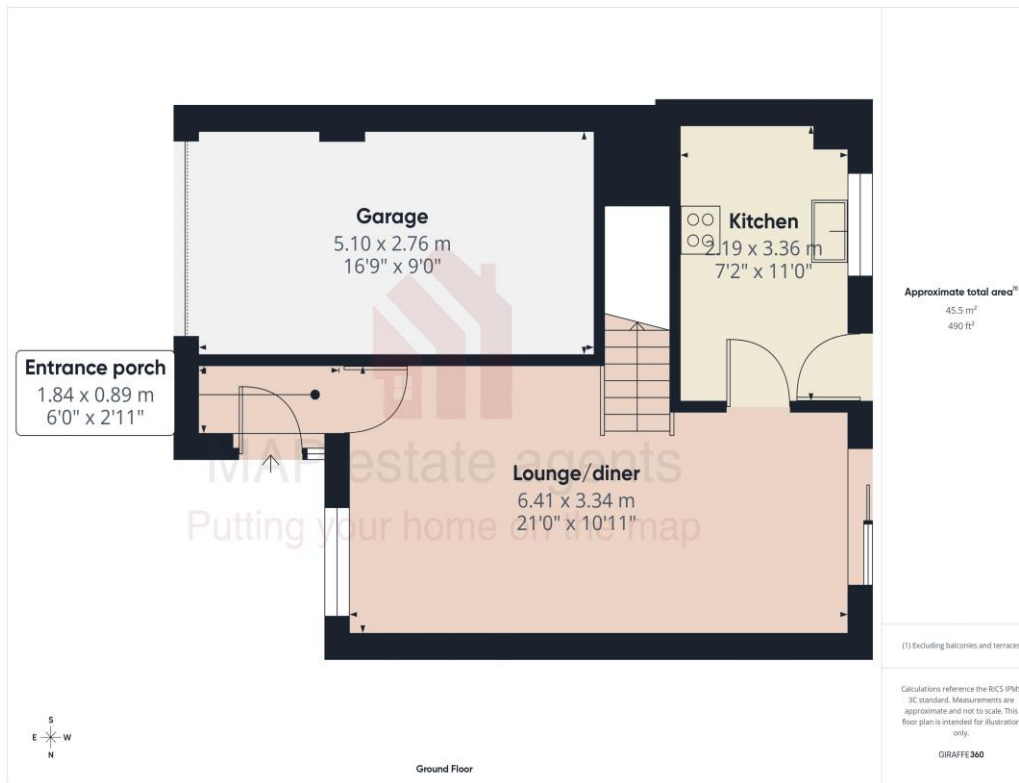 Garage
5.10 x 2.76 m
16'9" x 9'0"
Kitchen
2.19 x 3.36 m
7'2" x 11'0"
Entrance porch
1.84 x 0.89 m
6'0" x 2'11"
MAP estate agents
Putting your home on the map
Lounge/diner
6.41 x 3.34 m
21'0" x 10'11"
S
E W
N
Ground Floor
Approximate total area(1)
45.5 m²
490 ft²
(1) Excluding balconies and terraces
Calculations reference the RICS IPMS
3C standard. Measurements are
approximate and not to scale. This
floor plan is intended for illustration
only.
GIRAFFE360